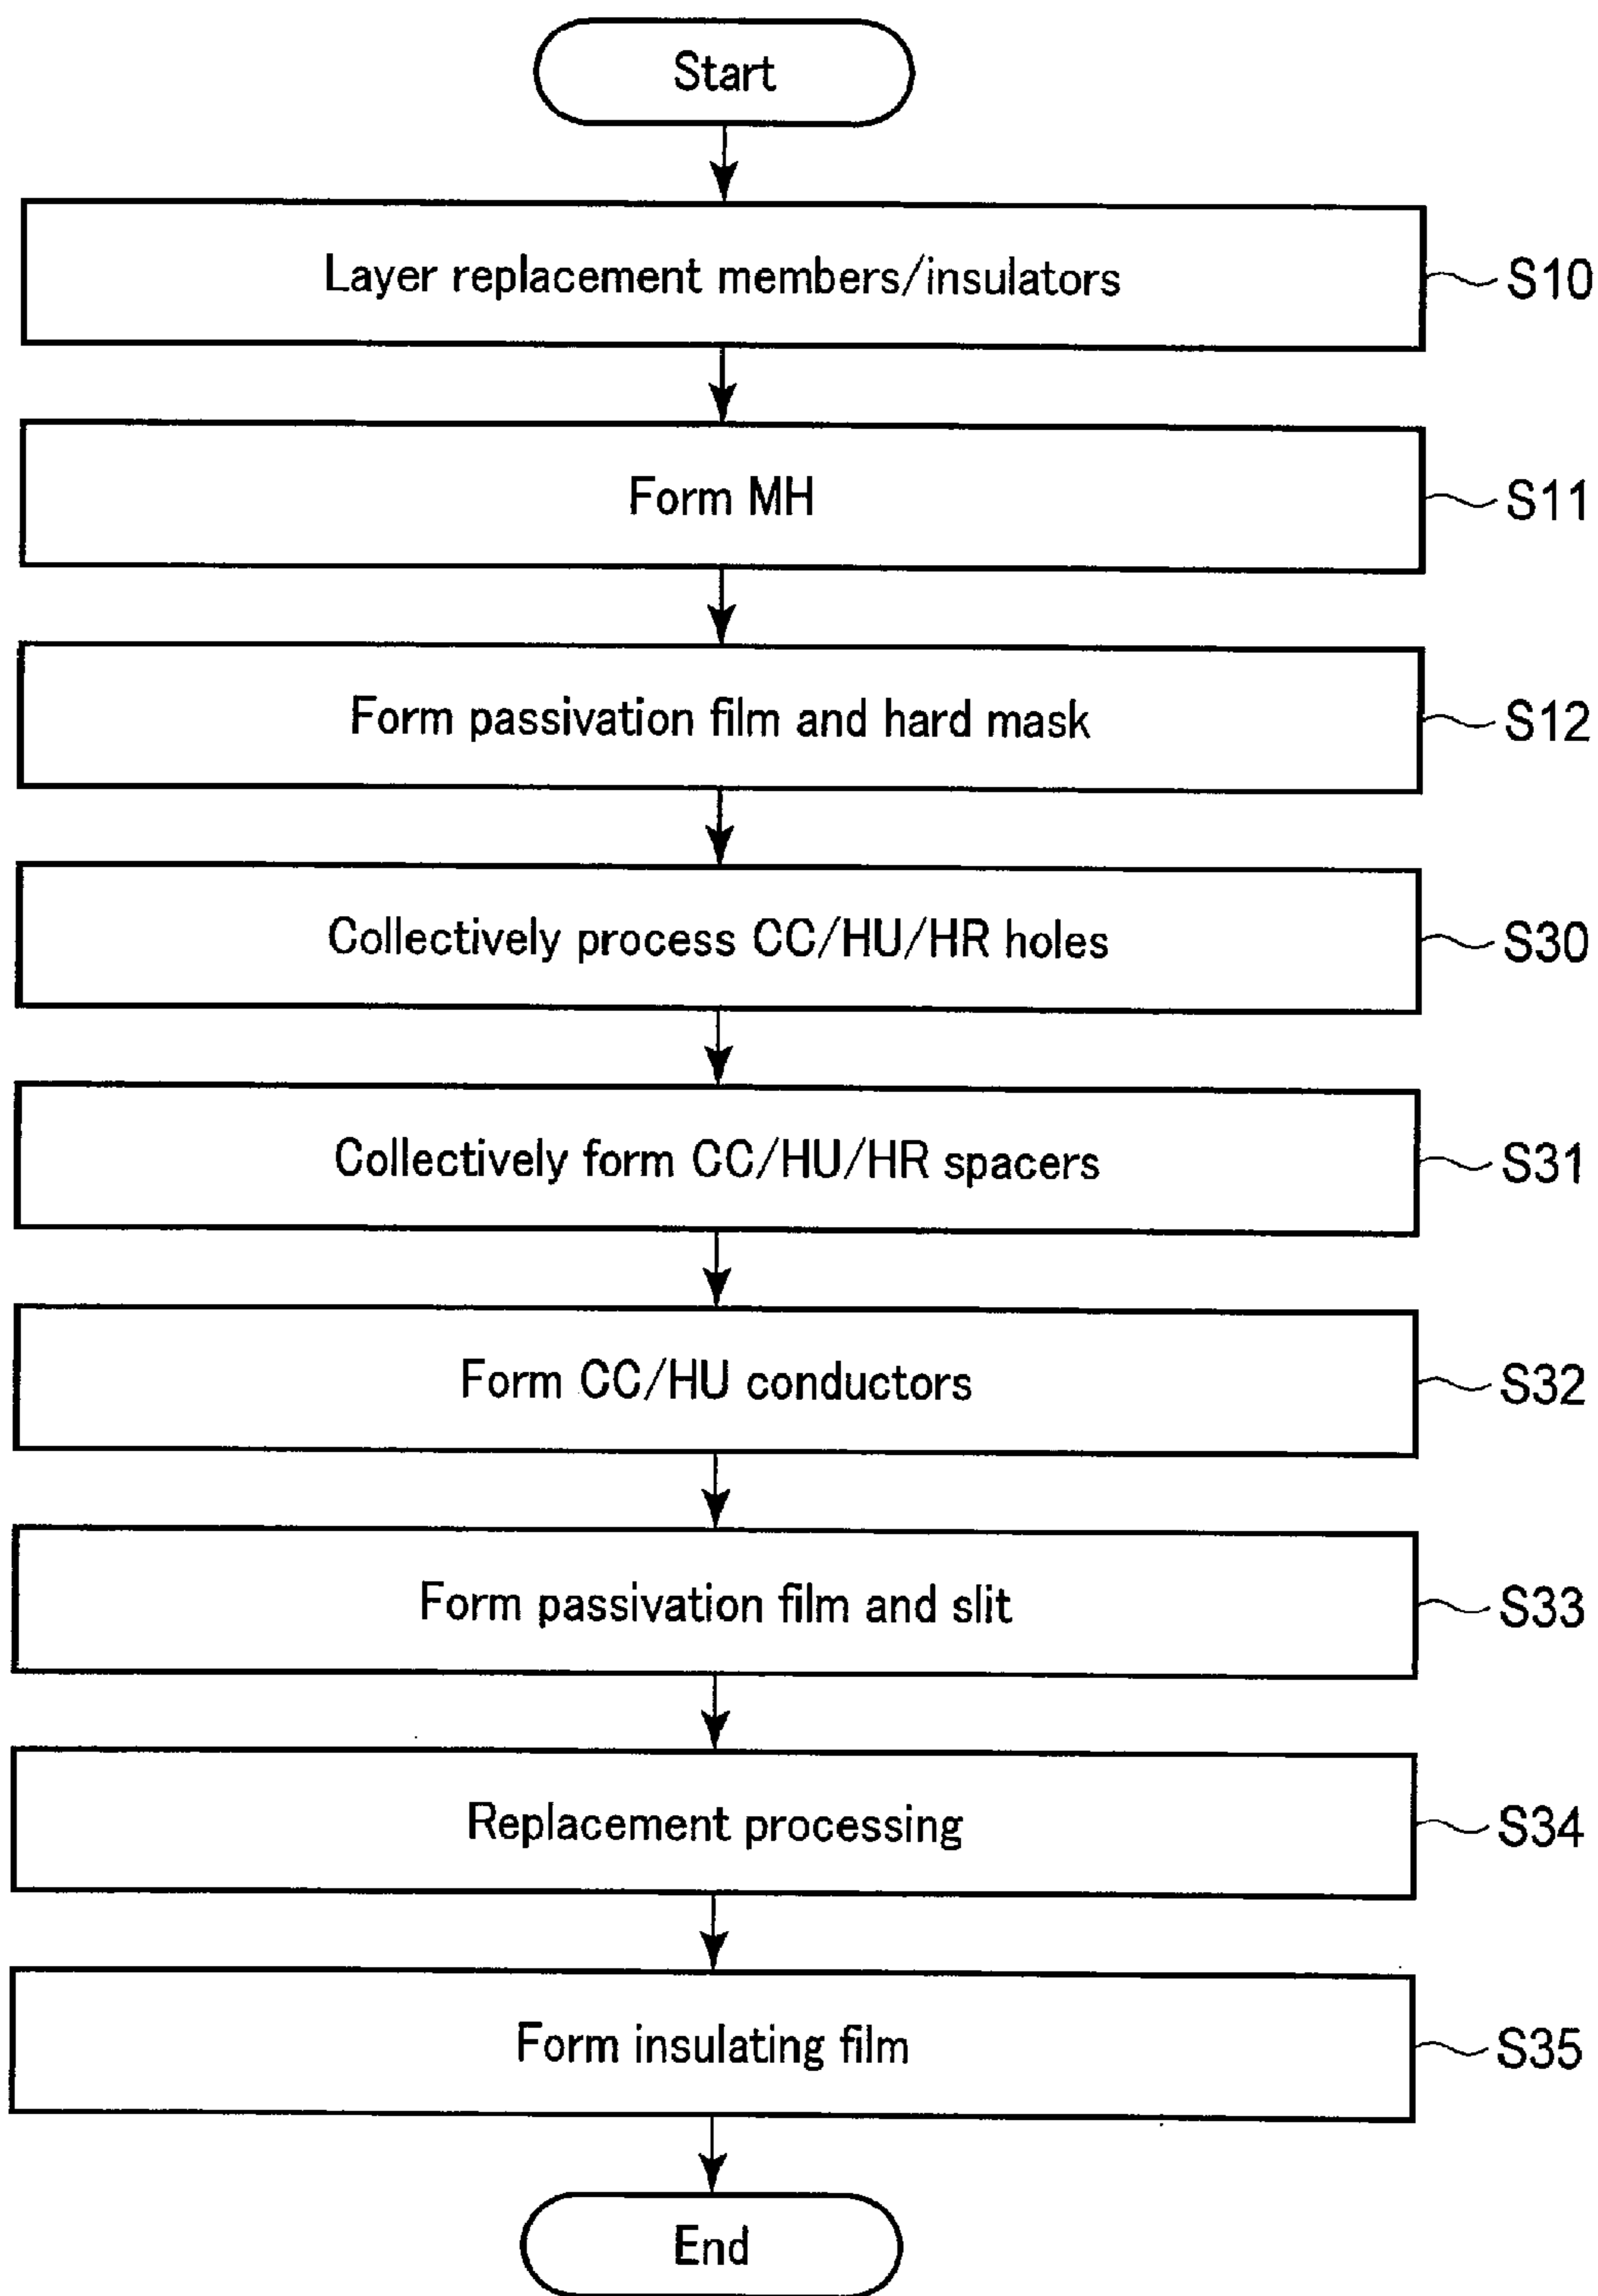 Start
Layer replacement members/insulators
S10
Form MH
S11
Form passivation film and hard mask
S12
Collectively process CC/HU/HR holes
S30
Collectively form CC/HU/HR spacers
S31
Form CC/HU conductors
S32
Form passivation film and slit
S33
Replacement processing
S34
Form insulating film
S35
End